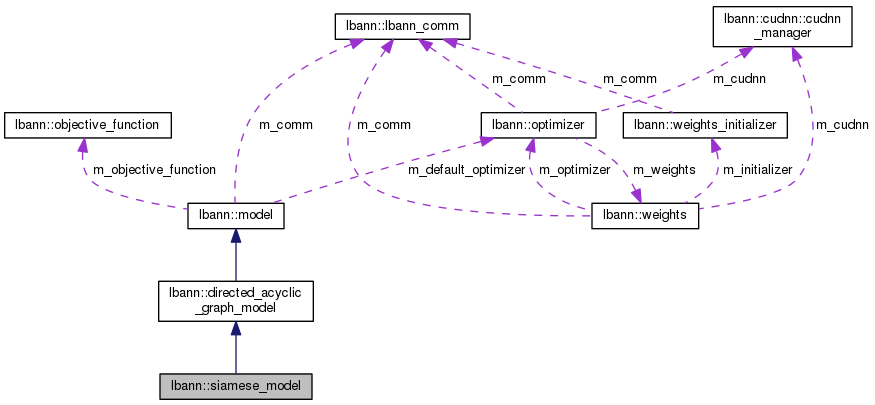 lbann::lbann_comm
lbann::cudnn::cudnn
_manager
m_comm
m_comm
m_cudnn
lbann::objective_function
m_comm
m_comm
lbann::optimizer
lbann::weights_initializer
m_cudnn
m_objective_function
m_default_optimizer
m_optimizer
m_weights
m_initializer
lbann::model
lbann::weights
lbann::directed_acyclic
_graph_model
lbann::siamese_model